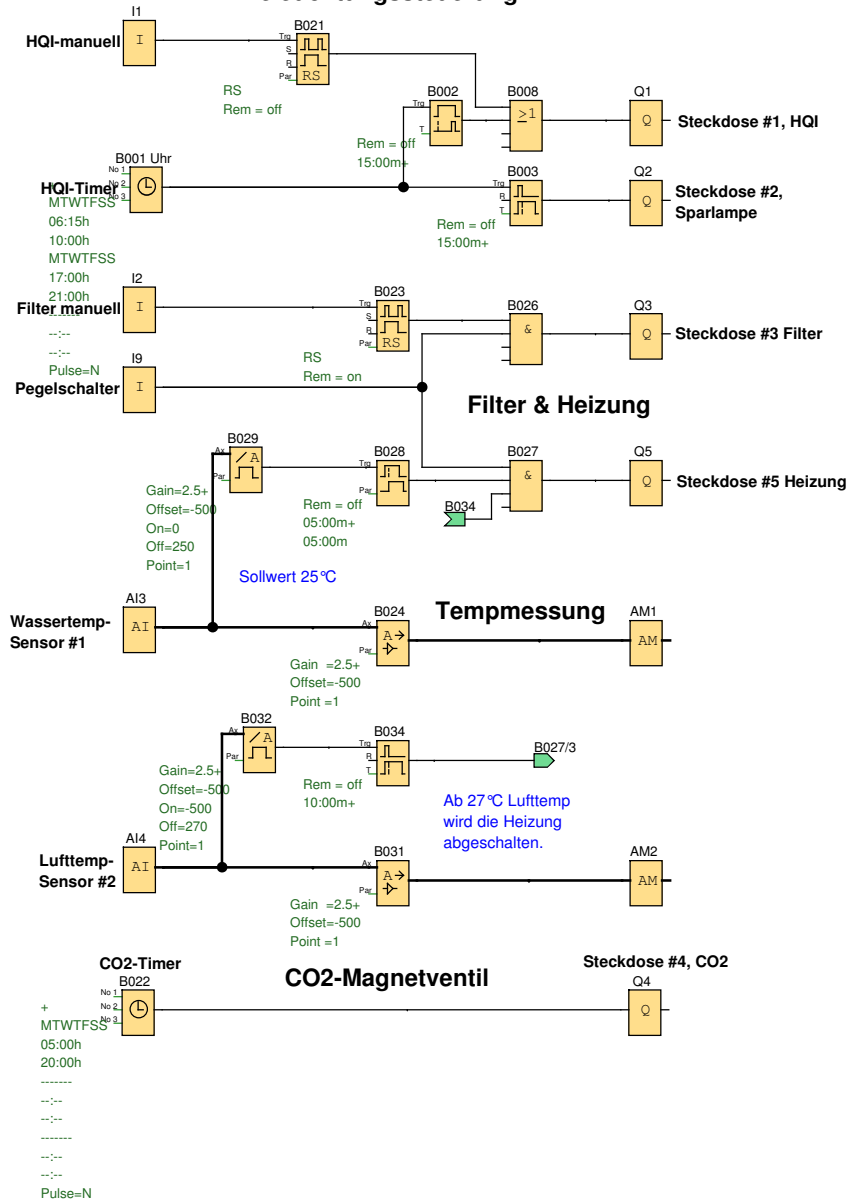 I1
HQI-manuell
I
B021
Trg
S
R
Par
RS
RS
Rem = off
B002
Trg
T
Rem = off
15:00m+
B008
≥1
Q1
Q
Steckdose #1, HQI
B001 Uhr
No 1
No 2
No 3
HQI-Timer
MTWTFSS
06:15h
10:00h
MTWTFSS
17:00h
21:00h
-------
--:--
--:--
Pulse=N
B003
Trg
R
T
Rem = off
15:00m+
Q2
Q
Steckdose #2,
Sparlampe
I2
Filter manuell
I
B023
Trg
S
R
Par
RS
RS
Rem = on
B026
&
Q3
Q
Steckdose #3 Filter
I9
Pegelschalter
I
Filter & Heizung
B029
Ax
Par
/A
Gain=2.5+
Offset=-500
On=0
Off=250
Point=1
B028
Trg
Par
Rem = off
05:00m+
05:00m
B027
&
B034
Q5
Q
Steckdose #5 Heizung
Sollwert 25°C
AI3
Wassertemp-
Sensor #1
AI
B024
Ax
Par
A→
Gain =2.5+
Offset=-500
Point =1
Tempmessung
AM1
AM
B032
Ax
Par
/A
Gain=2.5+
Offset=-500
On=-500
Off=270
Point=1
B034
Trg
R
T
Rem = off
10:00m+
B027/3
Ab 27°C Lufttemp
wird die Heizung
abgeschalten.
AI4
Lufttemp-
Sensor #2
AI
B031
Ax
Par
A→
Gain =2.5+
Offset=-500
Point =1
AM2
AM
CO2-Timer
B022
No 1
No 2
No 3
CO2-Magnetventil
Steckdose #4, CO2
Q4
Q
+
MTWTFSS
05:00h
20:00h
-------
--:--
--:--
-------
--:--
--:--
Pulse=N